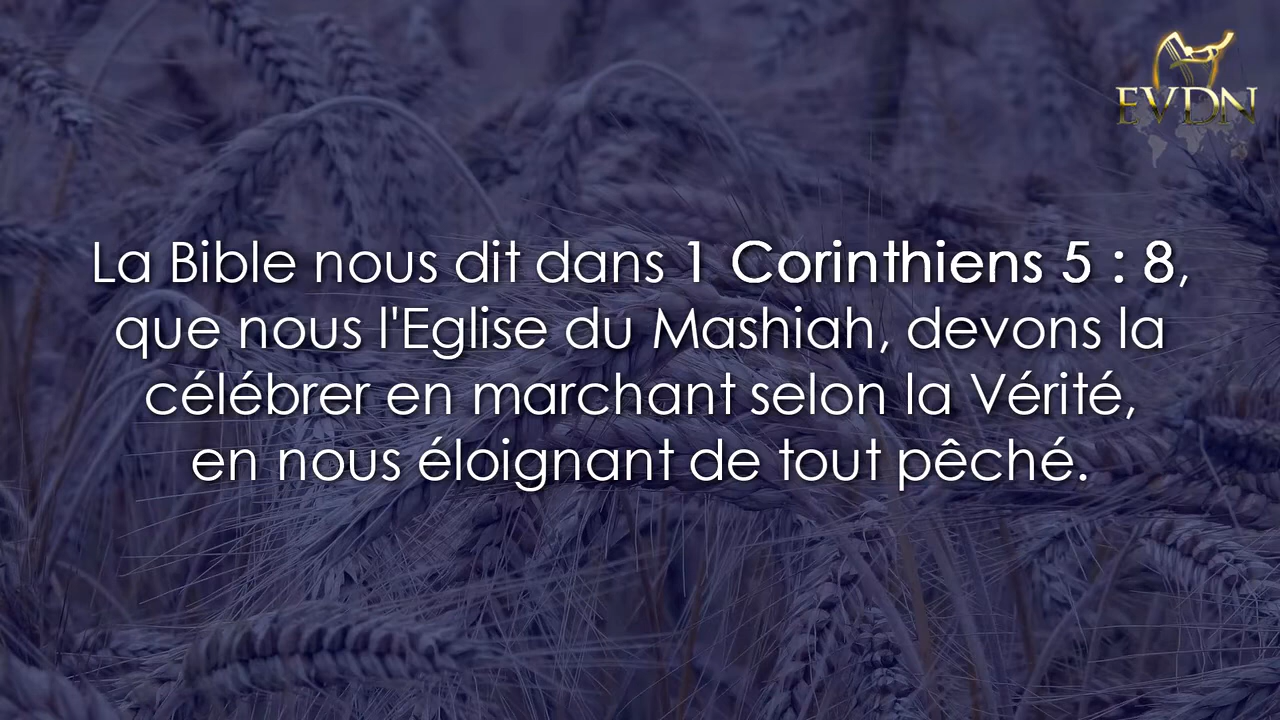 EVDN
La Bible nous dit dans 1 Corinthiens 5 : 8,
que nous l'Eglise du Mashiah, devons la
célébrer en marchant selon la Vérité,
en nous éloignant de tout pêché.